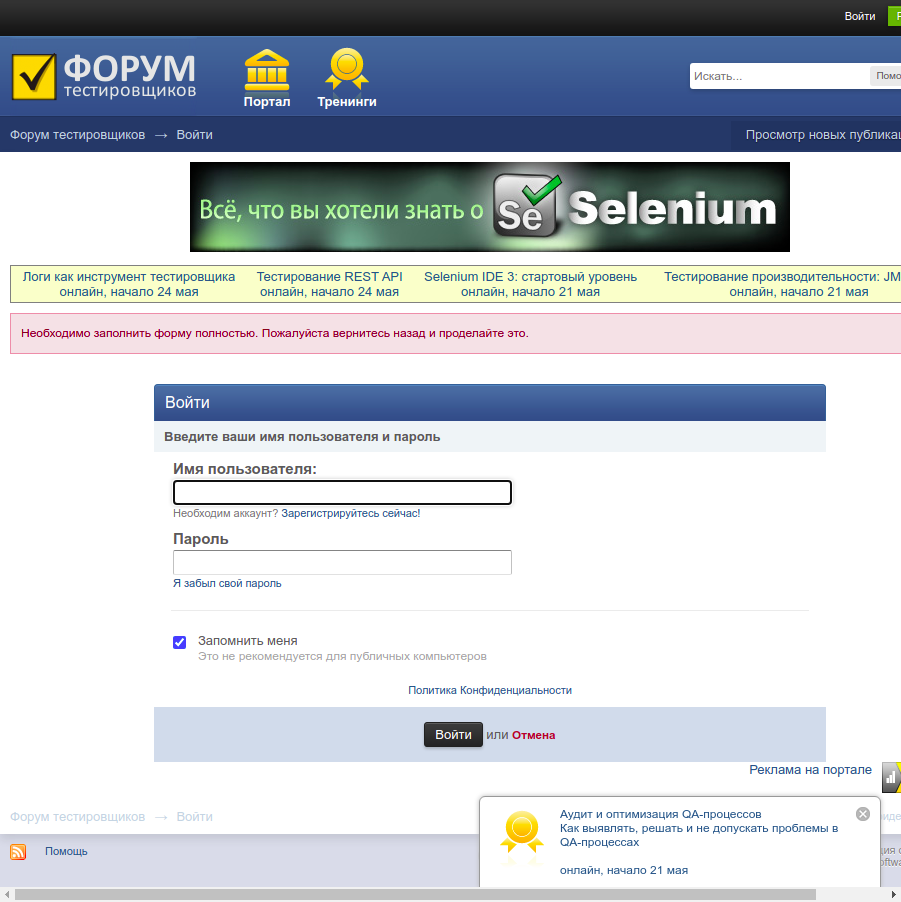 Войти
ФОРУМ
тестировщиков
Портал
Тренинги
Искать...
Форум тестировщиков → Войти
Всё, что вы хотели знать о Se Selenium
Логи как инструмент тестировщика
онлайн, начало 24 мая
Тестирование REST API
онлайн, начало 24 мая
Selenium IDE 3: стартовый уровень
онлайн, начало 21 мая
Тестирование производительности: JM
онлайн, начало 21 мая
Необходимо заполнить форму полностью. Пожалуйста вернитесь назад и проделайте это.
Войти
Введите ваши имя пользователя и пароль
Имя пользователя:
Необходим аккаунт? Зарегистрируйтесь сейчас!
Пароль
Я забыл свой пароль
Запомнить меня
Это не рекомендуется для публичных компьютеров
Политика Конфиденциальности
Войти или Отмена
Реклама на портале
Форум тестировщиков → Войти
Аудит и оптимизация QA-процессов
Как выявлять, решать и не допускать проблемы в
QA-процессах
онлайн, начало 21 мая
Помощь
Просмотр новых публикац